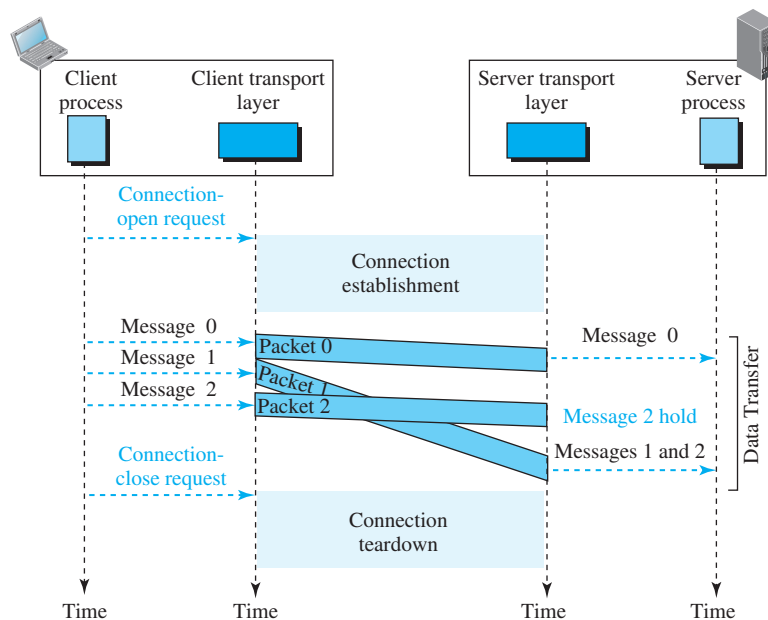 Client
process
Client transport
layer
Server transport
layer
Server
process
Connection-
open request
Connection
establishment
Message 0
Packet 0
Message 0
Message 1
Packet 1
Message 2
Packet 2
Message 2 hold
Messages 1 and 2
Data Transfer
Connection-
close request
Connection
teardown
Time
Time
Time
Time